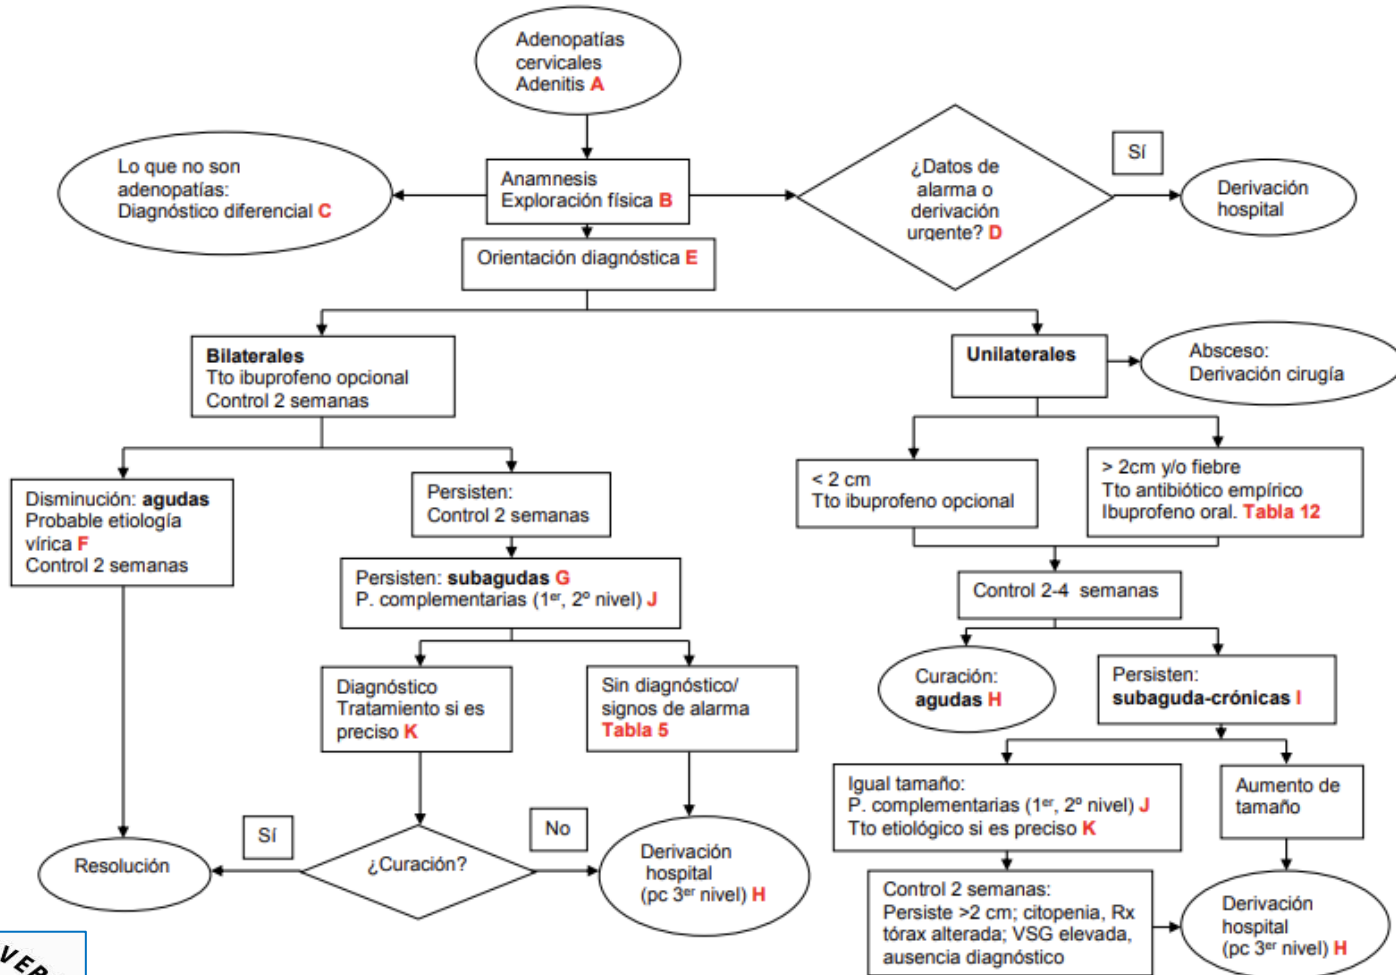 Adenopatías
cervicales
Adenitis A
Lo que no son
adenopatías:
Diagnóstico diferencial C
Anamnesis
Exploración física B
¿Datos de
alarma o
derivación
urgente? D
Sí
Derivación
hospital
Orientación diagnóstica E
Bilaterales
Tto ibuprofeno opcional
Control 2 semanas
Unilaterales
Absceso:
Derivación cirugía
Disminución: agudas
Probable etiología
vírica F
Control 2 semanas
Persisten:
Control 2 semanas
< 2 cm
Tto ibuprofeno opcional
> 2cm y/o fiebre
Tto antibiótico empírico
Ibuprofeno oral. Tabla 12
Persisten: subagudas G
P. complementarias (1er, 2º nivel) J
Control 2-4 semanas
Diagnóstico
Tratamiento si es
preciso K
Sin diagnóstico/
signos de alarma
Tabla 5
Curación:
agudas H
Persisten:
subaguda-crónicas I
Igual tamaño:
P. complementarias (1er, 2º nivel) J
Tto etiológico si es preciso K
Aumento de
tamaño
Resolución
Sí
¿Curación?
No
Derivación
hospital
(pc 3er nivel) H
Control 2 semanas:
Persiste >2 cm; citopenia, Rx
tórax alterada; VSG elevada,
ausencia diagnóstico
Derivación
hospital
(pc 3er nivel) H